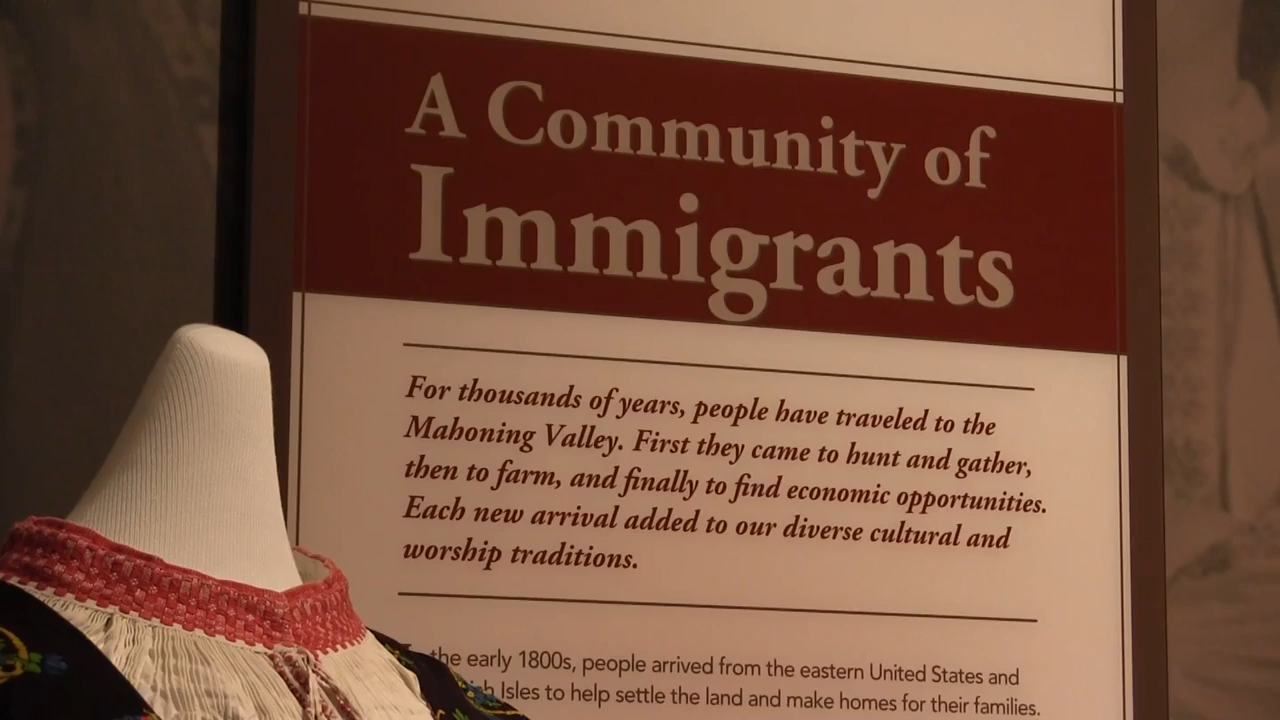 A Community of
Immigrants
For thousands of years, people have traveled to the
Mahoning Valley. First they came to hunt and gather,
then to farm, and finally to find economic opportunities.
Each new arrival added to our diverse cultural and
worship traditions.
the early 1800s, people arrived from the eastern United States and
Isles to help settle the land and make homes for their families.